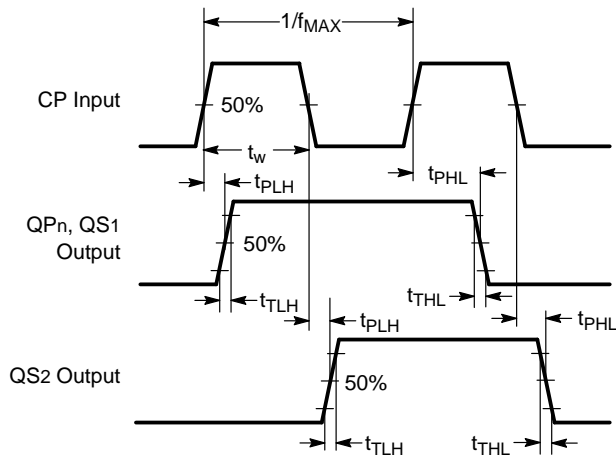 1/fMAX
CP Input
50%
tw
tPLH
tPHL
QPn, QS1
Output
50%
tTLH
tTHL
tPLH
tPHL
QS2 Output
50%
tTLH
tTHL